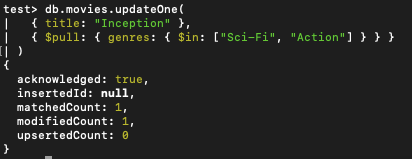 test> db.movies.updateOne(
|   { title: "Inception" },
|   { $pull: { genres: { $in: ["Sci-Fi", "Action"] } } }
| )
{
  acknowledged: true,
  insertedId: null,
  matchedCount: 1,
  modifiedCount: 1,
  upsertedCount: 0
}